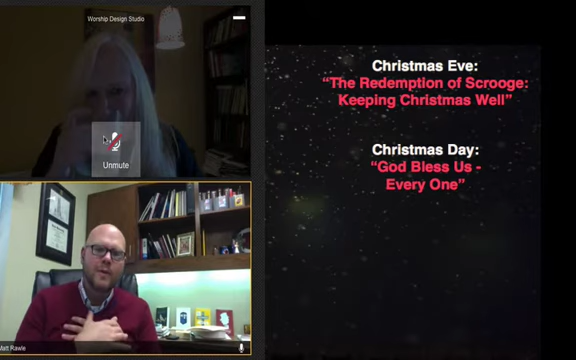 Worship Design Studio
Unmute
Matt Rawle
Christmas Eve:
“The Redemption of Scrooge:
Keeping Christmas Well”
Christmas Day:
“God Bless Us -
Every One”